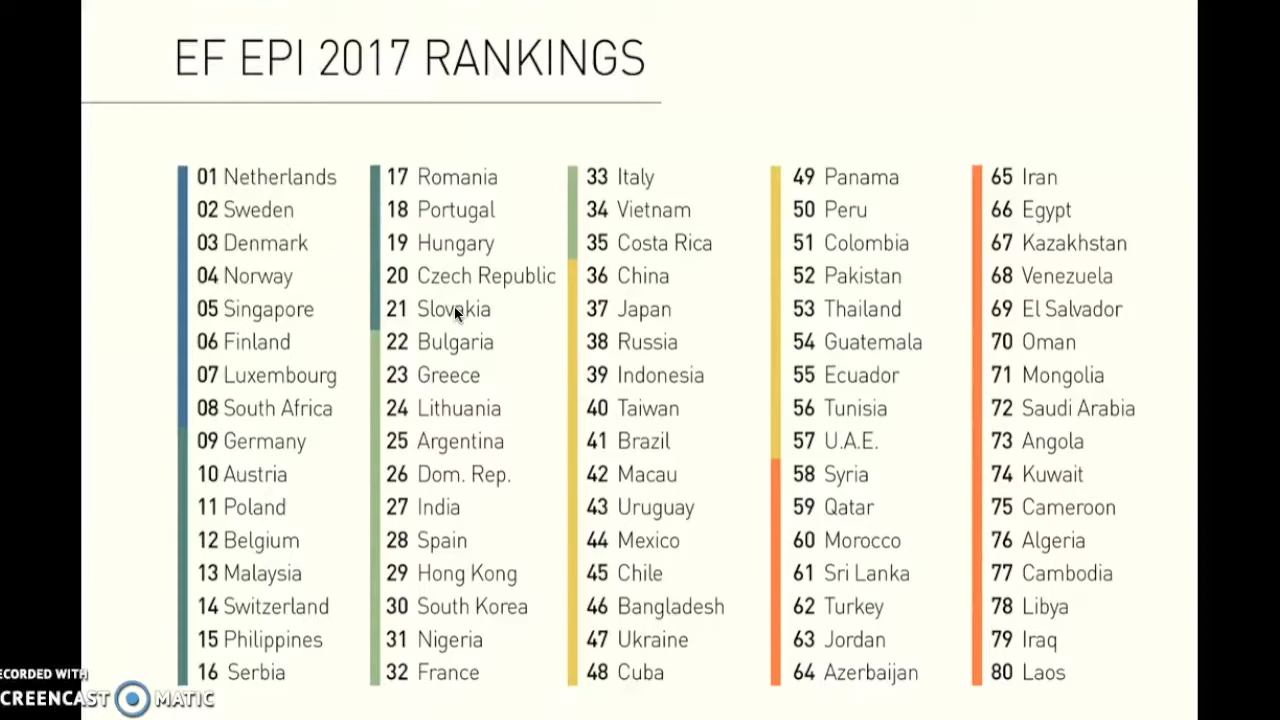 EF EPI 2017 RANKINGS
01 Netherlands
02 Sweden
03 Denmark
04 Norway
05 Singapore
06 Finland
07 Luxembourg
08 South Africa
09 Germany
10 Austria
11 Poland
12 Belgium
13 Malaysia
14 Switzerland
15 Philippines
16 Serbia
17 Romania
18 Portugal
19 Hungary
20 Czech Republic
21 Slovakia
22 Bulgaria
23 Greece
24 Lithuania
25 Argentina
26 Dom. Rep.
27 India
28 Spain
29 Hong Kong
30 South Korea
31 Nigeria
32 France
33 Italy
34 Vietnam
35 Costa Rica
36 China
37 Japan
38 Russia
39 Indonesia
40 Taiwan
41 Brazil
42 Macau
43 Uruguay
44 Mexico
45 Chile
46 Bangladesh
47 Ukraine
48 Cuba
49 Panama
50 Peru
51 Colombia
52 Pakistan
53 Thailand
54 Guatemala
55 Ecuador
56 Tunisia
57 U.A.E.
58 Syria
59 Qatar
60 Morocco
61 Sri Lanka
62 Turkey
63 Jordan
64 Azerbaijan
65 Iran
66 Egypt
67 Kazakhstan
68 Venezuela
69 El Salvador
70 Oman
71 Mongolia
72 Saudi Arabia
73 Angola
74 Kuwait
75 Cameroon
76 Algeria
77 Cambodia
78 Libya
79 Iraq
80 Laos
ECORDED WITH
CREENCAST MATIC